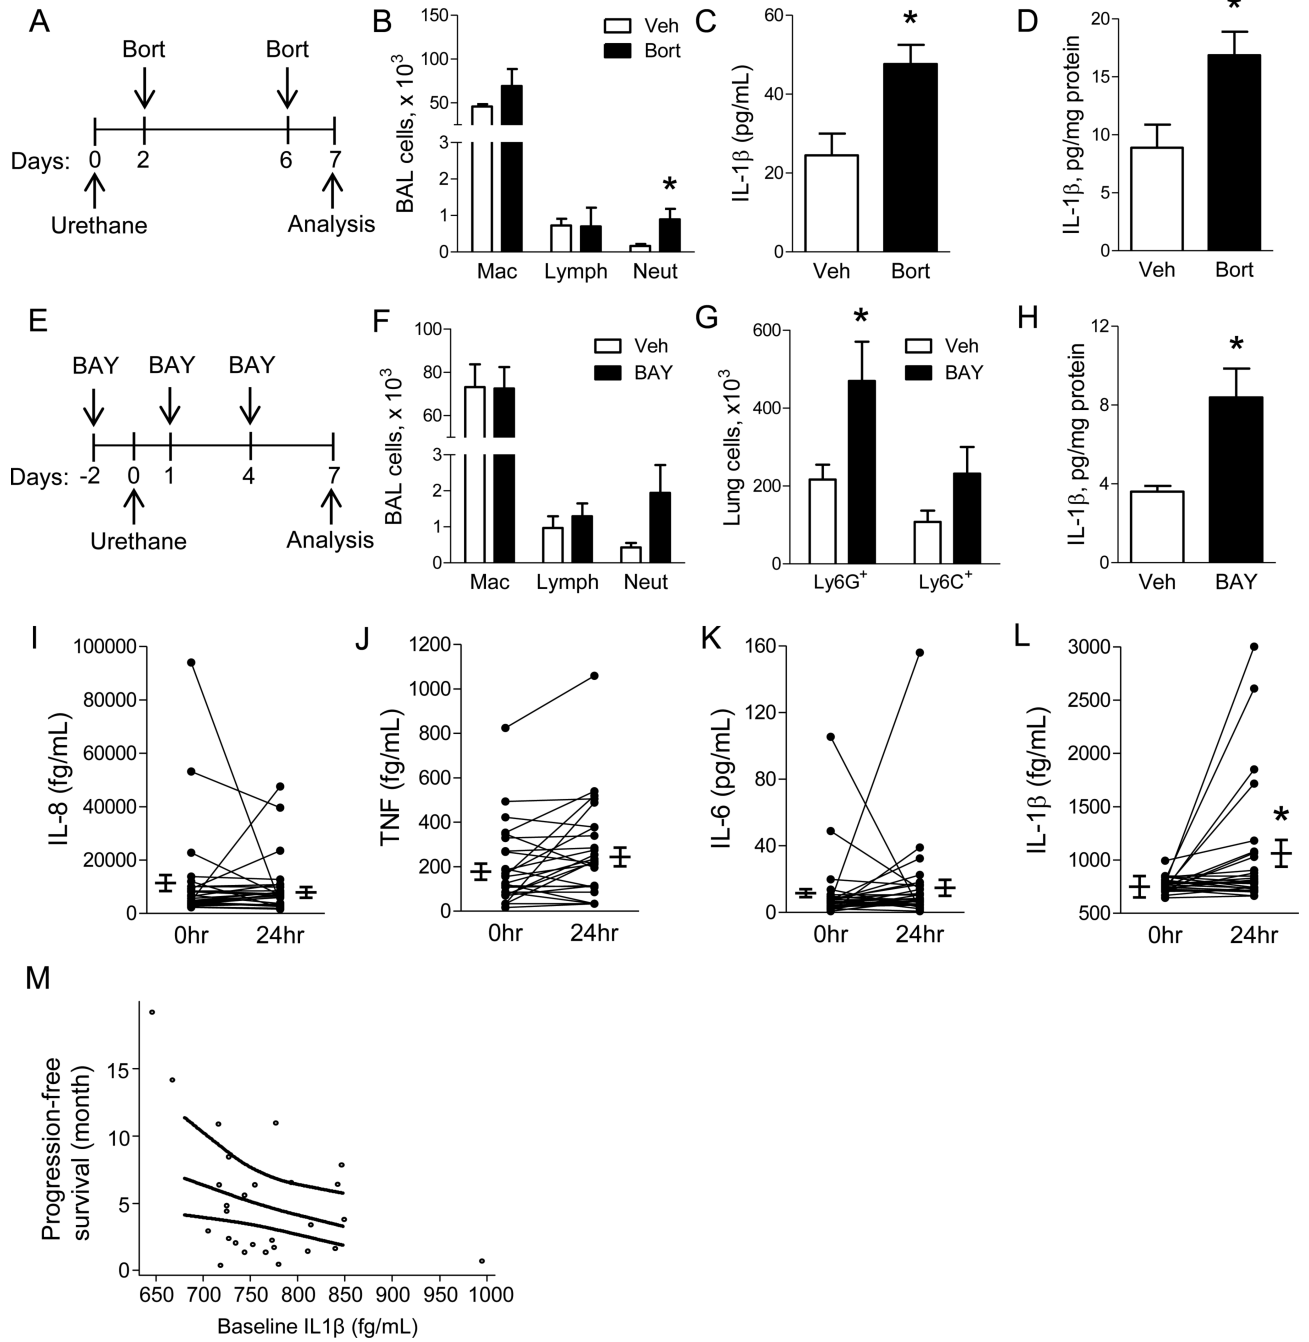 A
Bort Bort
Days: 0 2 6 7
Urethane Analysis
B
BAL cells, x 10³
150
100
50
3
2
1
0
Veh
Bort
*
Mac Lymph Neut
C
IL-1β (pg/mL)
60
40
20
0
*
Veh Bort
D
IL-1β, pg/mg protein
20
15
10
5
0
*
Veh Bort
E
BAY BAY BAY
Days: -2 0 1 4 7
Urethane Analysis
F
BAL cells, x 10³
100
80
60
3
2
1
0
Veh
BAY
Mac Lymph Neut
G
Lung cells, x10³
600
400
200
0
*
Veh
BAY
Ly6G⁺ Ly6C⁺
H
IL-1β, pg/mg protein
12
8
4
0
*
Veh BAY
I
IL-8 (fg/mL)
100000
80000
60000
40000
20000
0
0hr 24hr
J
TNF (fg/mL)
1200
1000
800
600
400
200
0
0hr 24hr
K
IL-6 (pg/mL)
160
120
80
40
0
0hr 24hr
L
IL-1β (fg/mL)
3000
2500
2000
1500
1000
500
*
0hr 24hr
M
Progression-free
survival (month)
15
10
5
0
650 700 750 800 850 900 950 1000
Baseline IL1β (fg/mL)